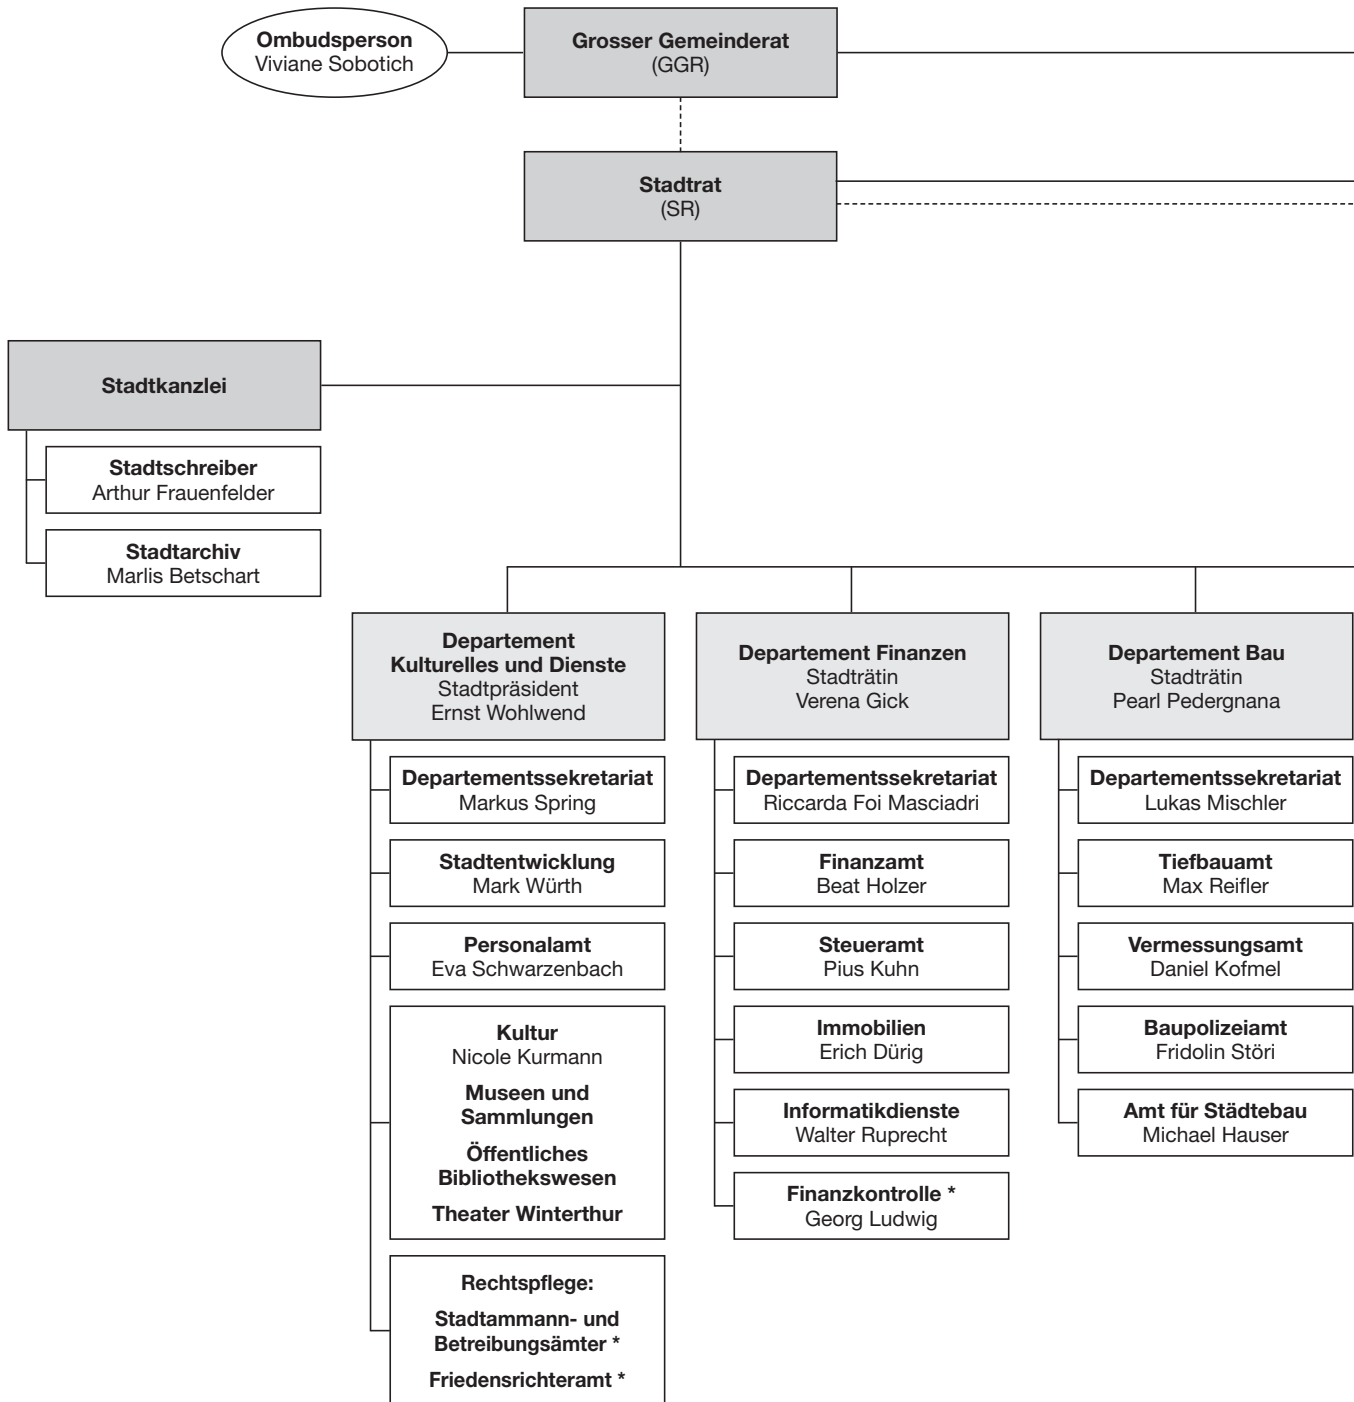 Ombudsperson
Viviane Sobotich
Grosser Gemeinderat
(GGR)
Stadtrat
(SR)
Stadtkanzlei
Stadtschreiber
Arthur Frauenfelder
Stadtarchiv
Marlis Betschart
Departement
Kulturelles und Dienste
Stadtpräsident
Ernst Wohlwend
Departementssekretariat
Markus Spring
Stadtentwicklung
Mark Würth
Personalamt
Eva Schwarzenbach
Kultur
Nicole Kurmann
Museen und
Sammlungen
Öffentliches
Bibliothekswesen
Theater Winterthur
Rechtspflege:
Stadtammann- und
Betreibungsämter *
Friedensrichteramt *
Departement Finanzen
Stadträtin
Verena Gick
Departementssekretariat
Riccarda Foi Masciadri
Finanzamt
Beat Holzer
Steueramt
Pius Kuhn
Immobilien
Erich Dürig
Informatikdienste
Walter Ruprecht
Finanzkontrolle *
Georg Ludwig
Departement Bau
Stadträtin
Pearl Pedergnana
Departementssekretariat
Lukas Mischler
Tiefbauamt
Max Reifler
Vermessungsamt
Daniel Kofmel
Baupolizeiamt
Fridolin Störi
Amt für Städtebau
Michael Hauser